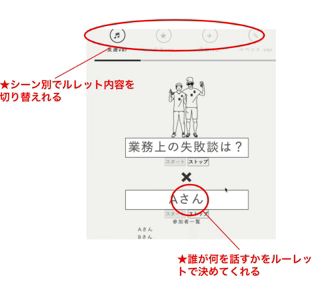 ★シーン別でルレット内容を
切り替えれる
業務上の失敗談は？
スタート ストップ
Aさん
スタート ストップ
参加者一覧
Aさん
Bさん
★誰が何を話すかをルーレッ
トで決めてくれる